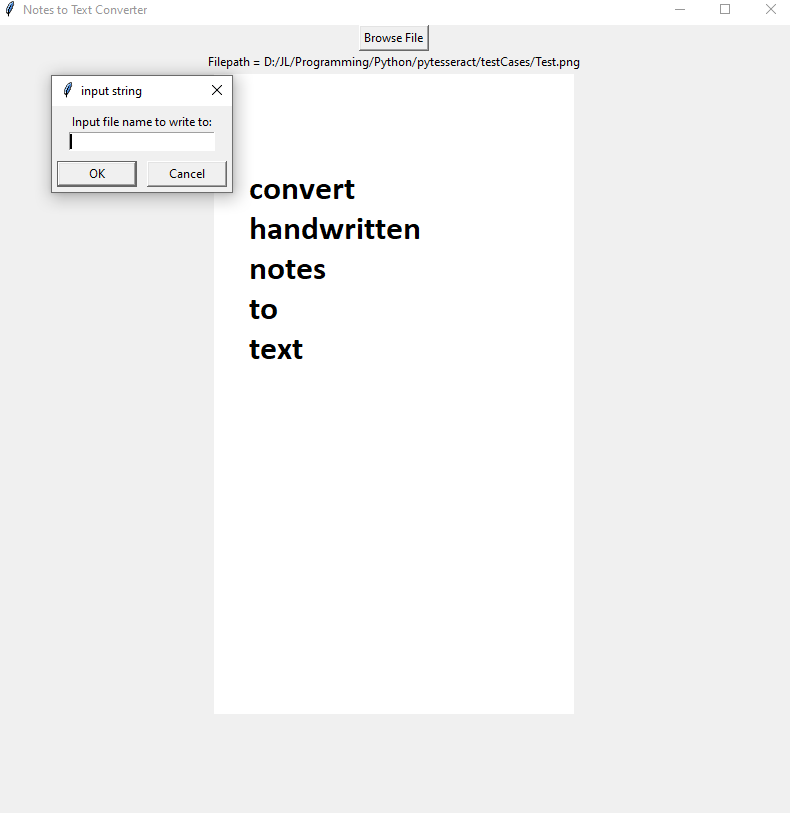 Notes to Text Converter
Browse File
Filepath = D:/JL/Programming/Python/pytesseract/testCases/Test.png
input string
Input file name to write to:
OK Cancel
convert
handwritten
notes
to
text